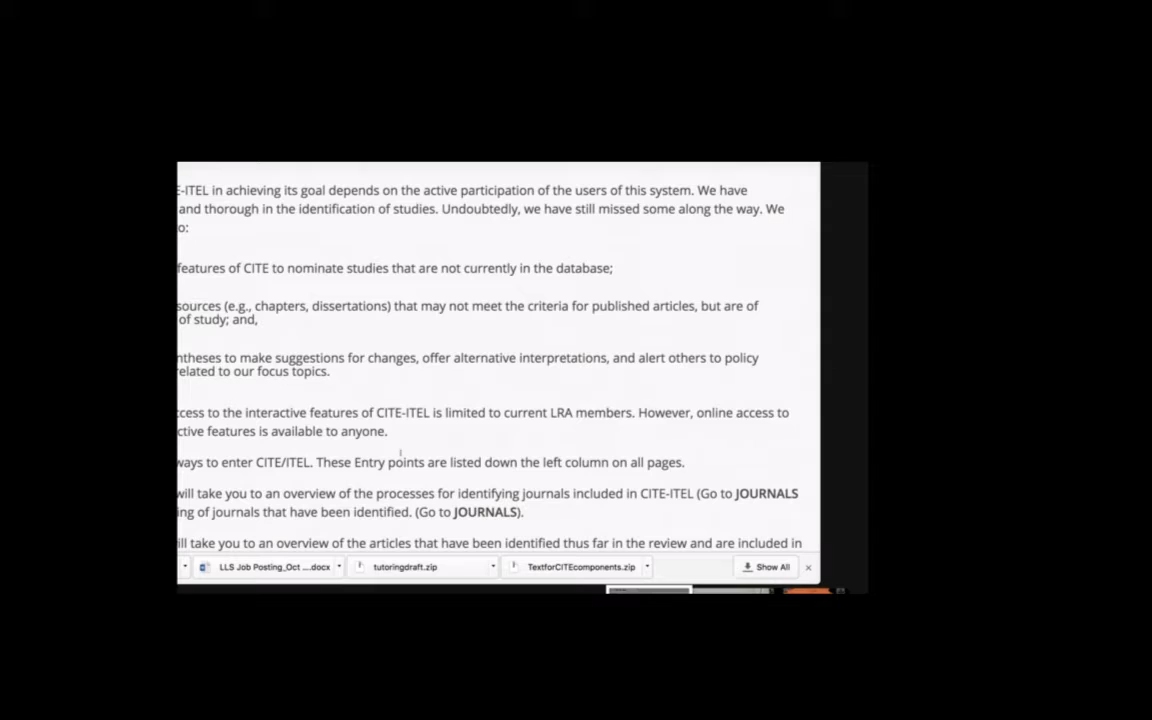 E-ITEL in achieving its goal depends on the active participation of the users of this system. We have
and thorough in the identification of studies. Undoubtedly, we have still missed some along the way. We
o:
features of CITE to nominate studies that are not currently in the database;
sources (e.g., chapters, dissertations) that may not meet the criteria for published articles, but are of
of study; and,
ntheses to make suggestions for changes, offer alternative interpretations, and alert others to policy
related to our focus topics.
ccess to the interactive features of CITE-ITEL is limited to current LRA members. However, online access to
ctive features is available to anyone.
ways to enter CITE/ITEL. These Entry points are listed down the left column on all pages.
will take you to an overview of the processes for identifying journals included in CITE-ITEL (Go to JOURNALS
ing of journals that have been identified. (Go to JOURNALS).
ill take you to an overview of the articles that have been identified thus far in the review and are included in
LLS Job Posting_Oct ....docx tutoringdraft.zip TextforCITEcomponents.zip Show All